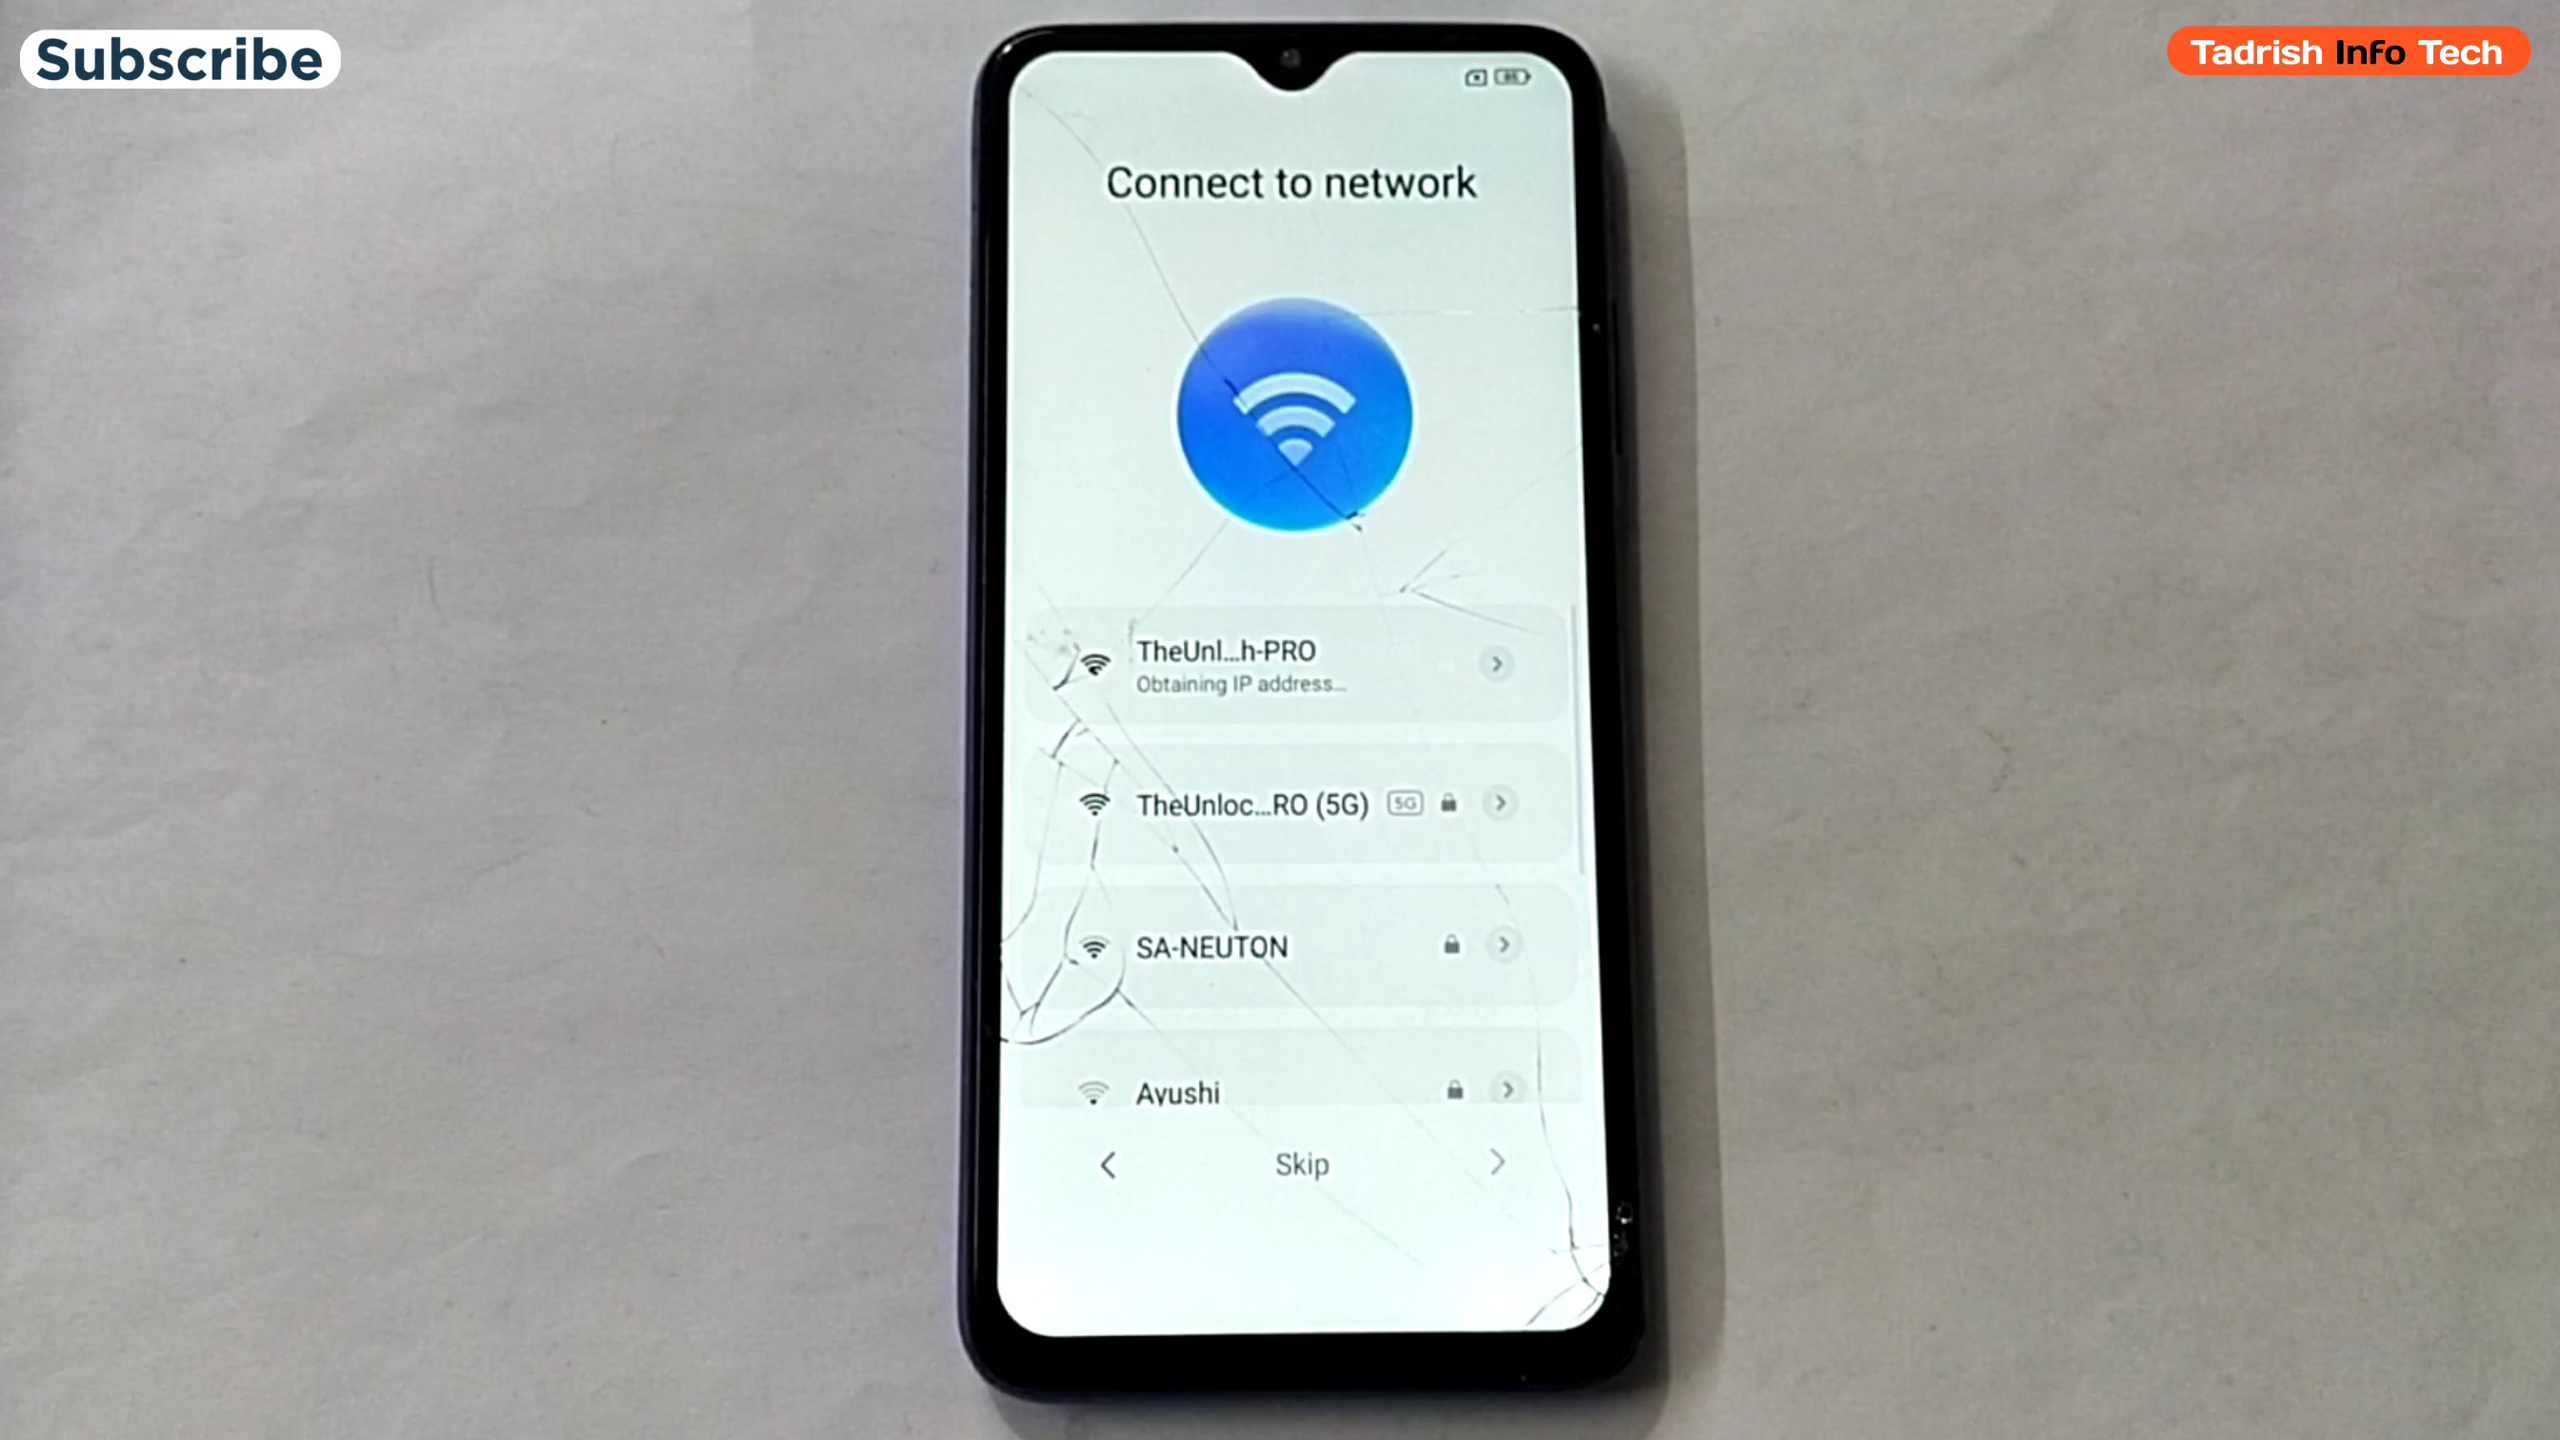 Subscribe
Tadrish Info Tech
Connect to network
TheUnl...h-PRO
Obtaining IP address...
TheUnloc...RO (5G) 5G
SA-NEUTON
Ayushi
Skip